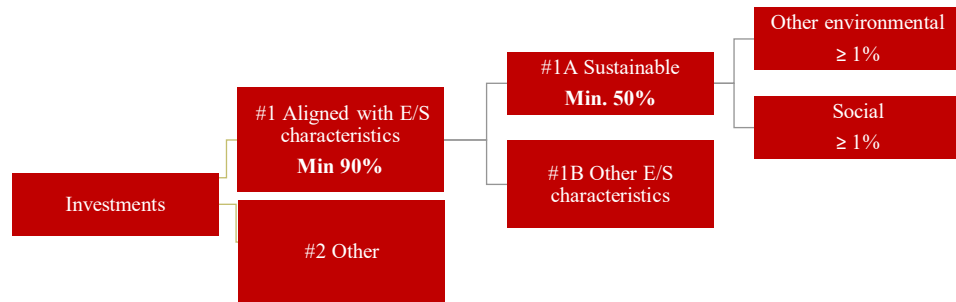 Investments
#1 Aligned with E/S
characteristics
Min 90%
#2 Other
#1A Sustainable
Min. 50%
#1B Other E/S
characteristics
Other environmental
≥ 1%
Social
≥ 1%